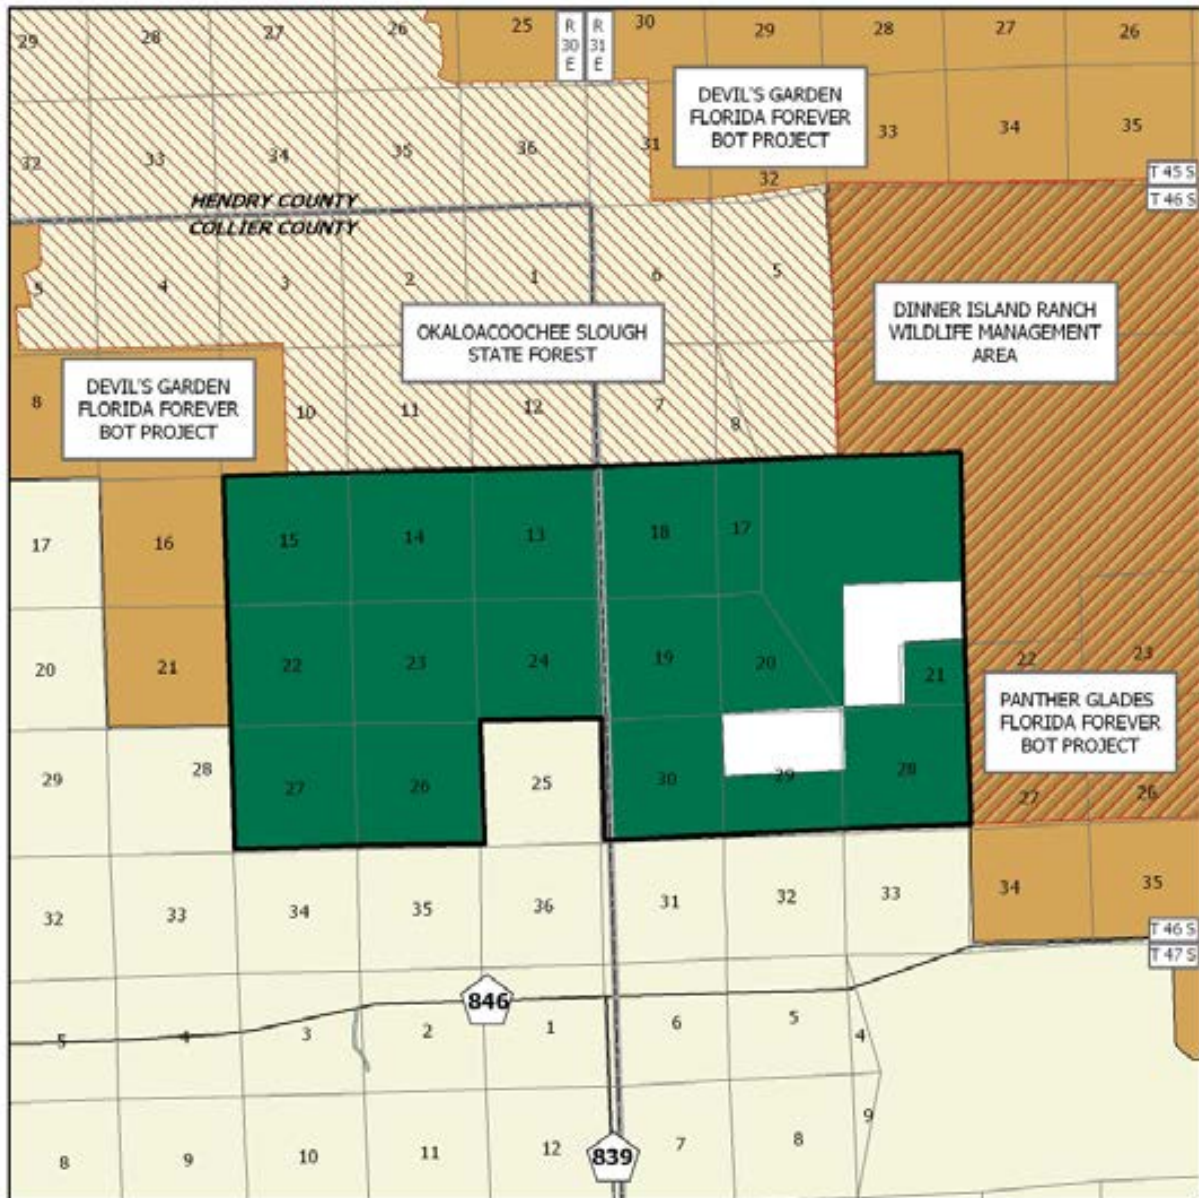 29 28 27 26 25 R R 30 29 28 27 26
30 31
E E
DEVIL'S GARDEN
FLORIDA FOREVER
BOT PROJECT
32 33 34 35 36 31 32 33 34 35
T 45 S
T 46 S
HENDRY COUNTY
COLLIER COUNTY
5 4 3 2 1 6 5
OKALOACOOCHEE SLOUGH
STATE FOREST
DINNER ISLAND RANCH
WILDLIFE MANAGEMENT
AREA
DEVIL'S GARDEN
FLORIDA FOREVER
BOT PROJECT
8 10 11 12 7 8
17 16 15 14 13 18 17
20 21 22 23 24 19 20 21 22 23
PANTHER GLADES
FLORIDA FOREVER
BOT PROJECT
29 28 27 26 25 30 29 28 27 26
32 33 34 35 36 31 32 33 34 35
T 46 S
T 47 S
846
5 4 3 2 1 6 5 4
8 9 10 11 12 7 8 9
839